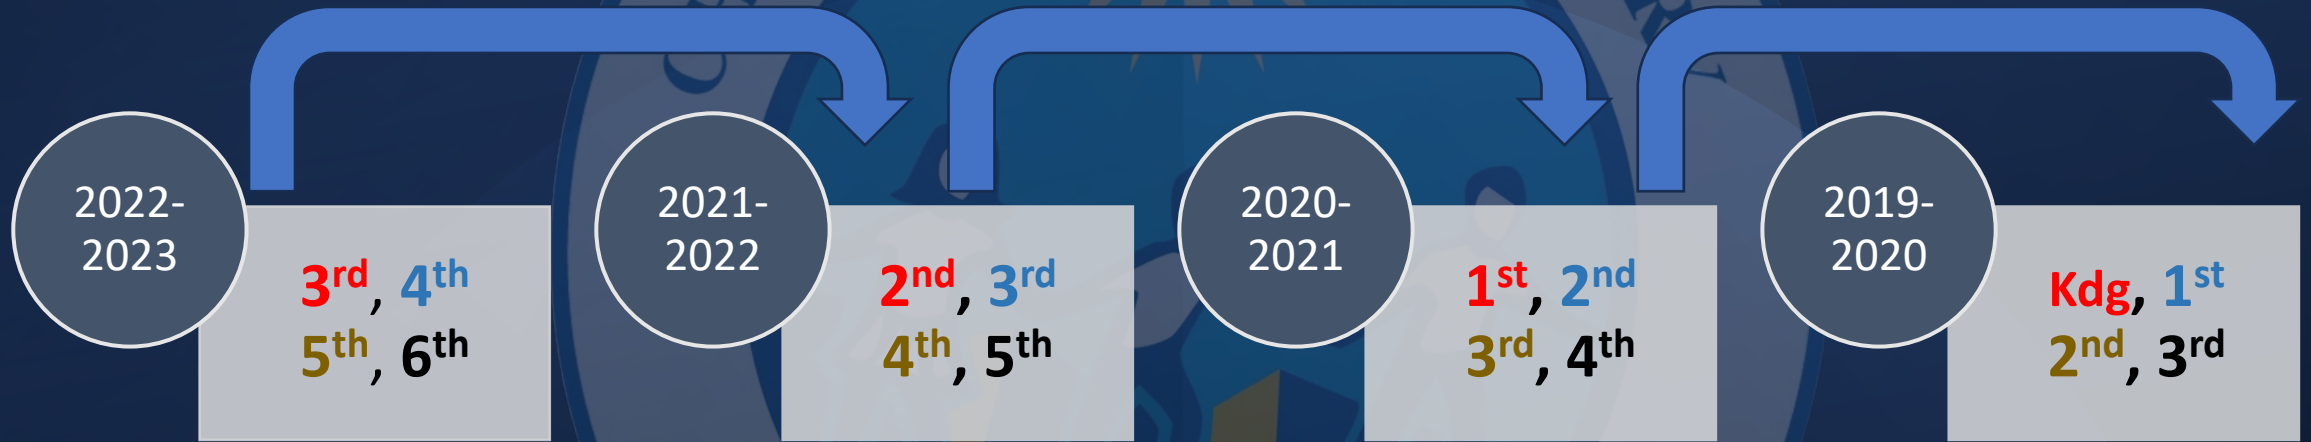 2022-
2023
3rd, 4th
5th, 6th
2021-
2022
2nd, 3rd
4th, 5th
2020-
2021
1st, 2nd
3rd, 4th
2019-
2020
Kdg, 1st
2nd, 3rd